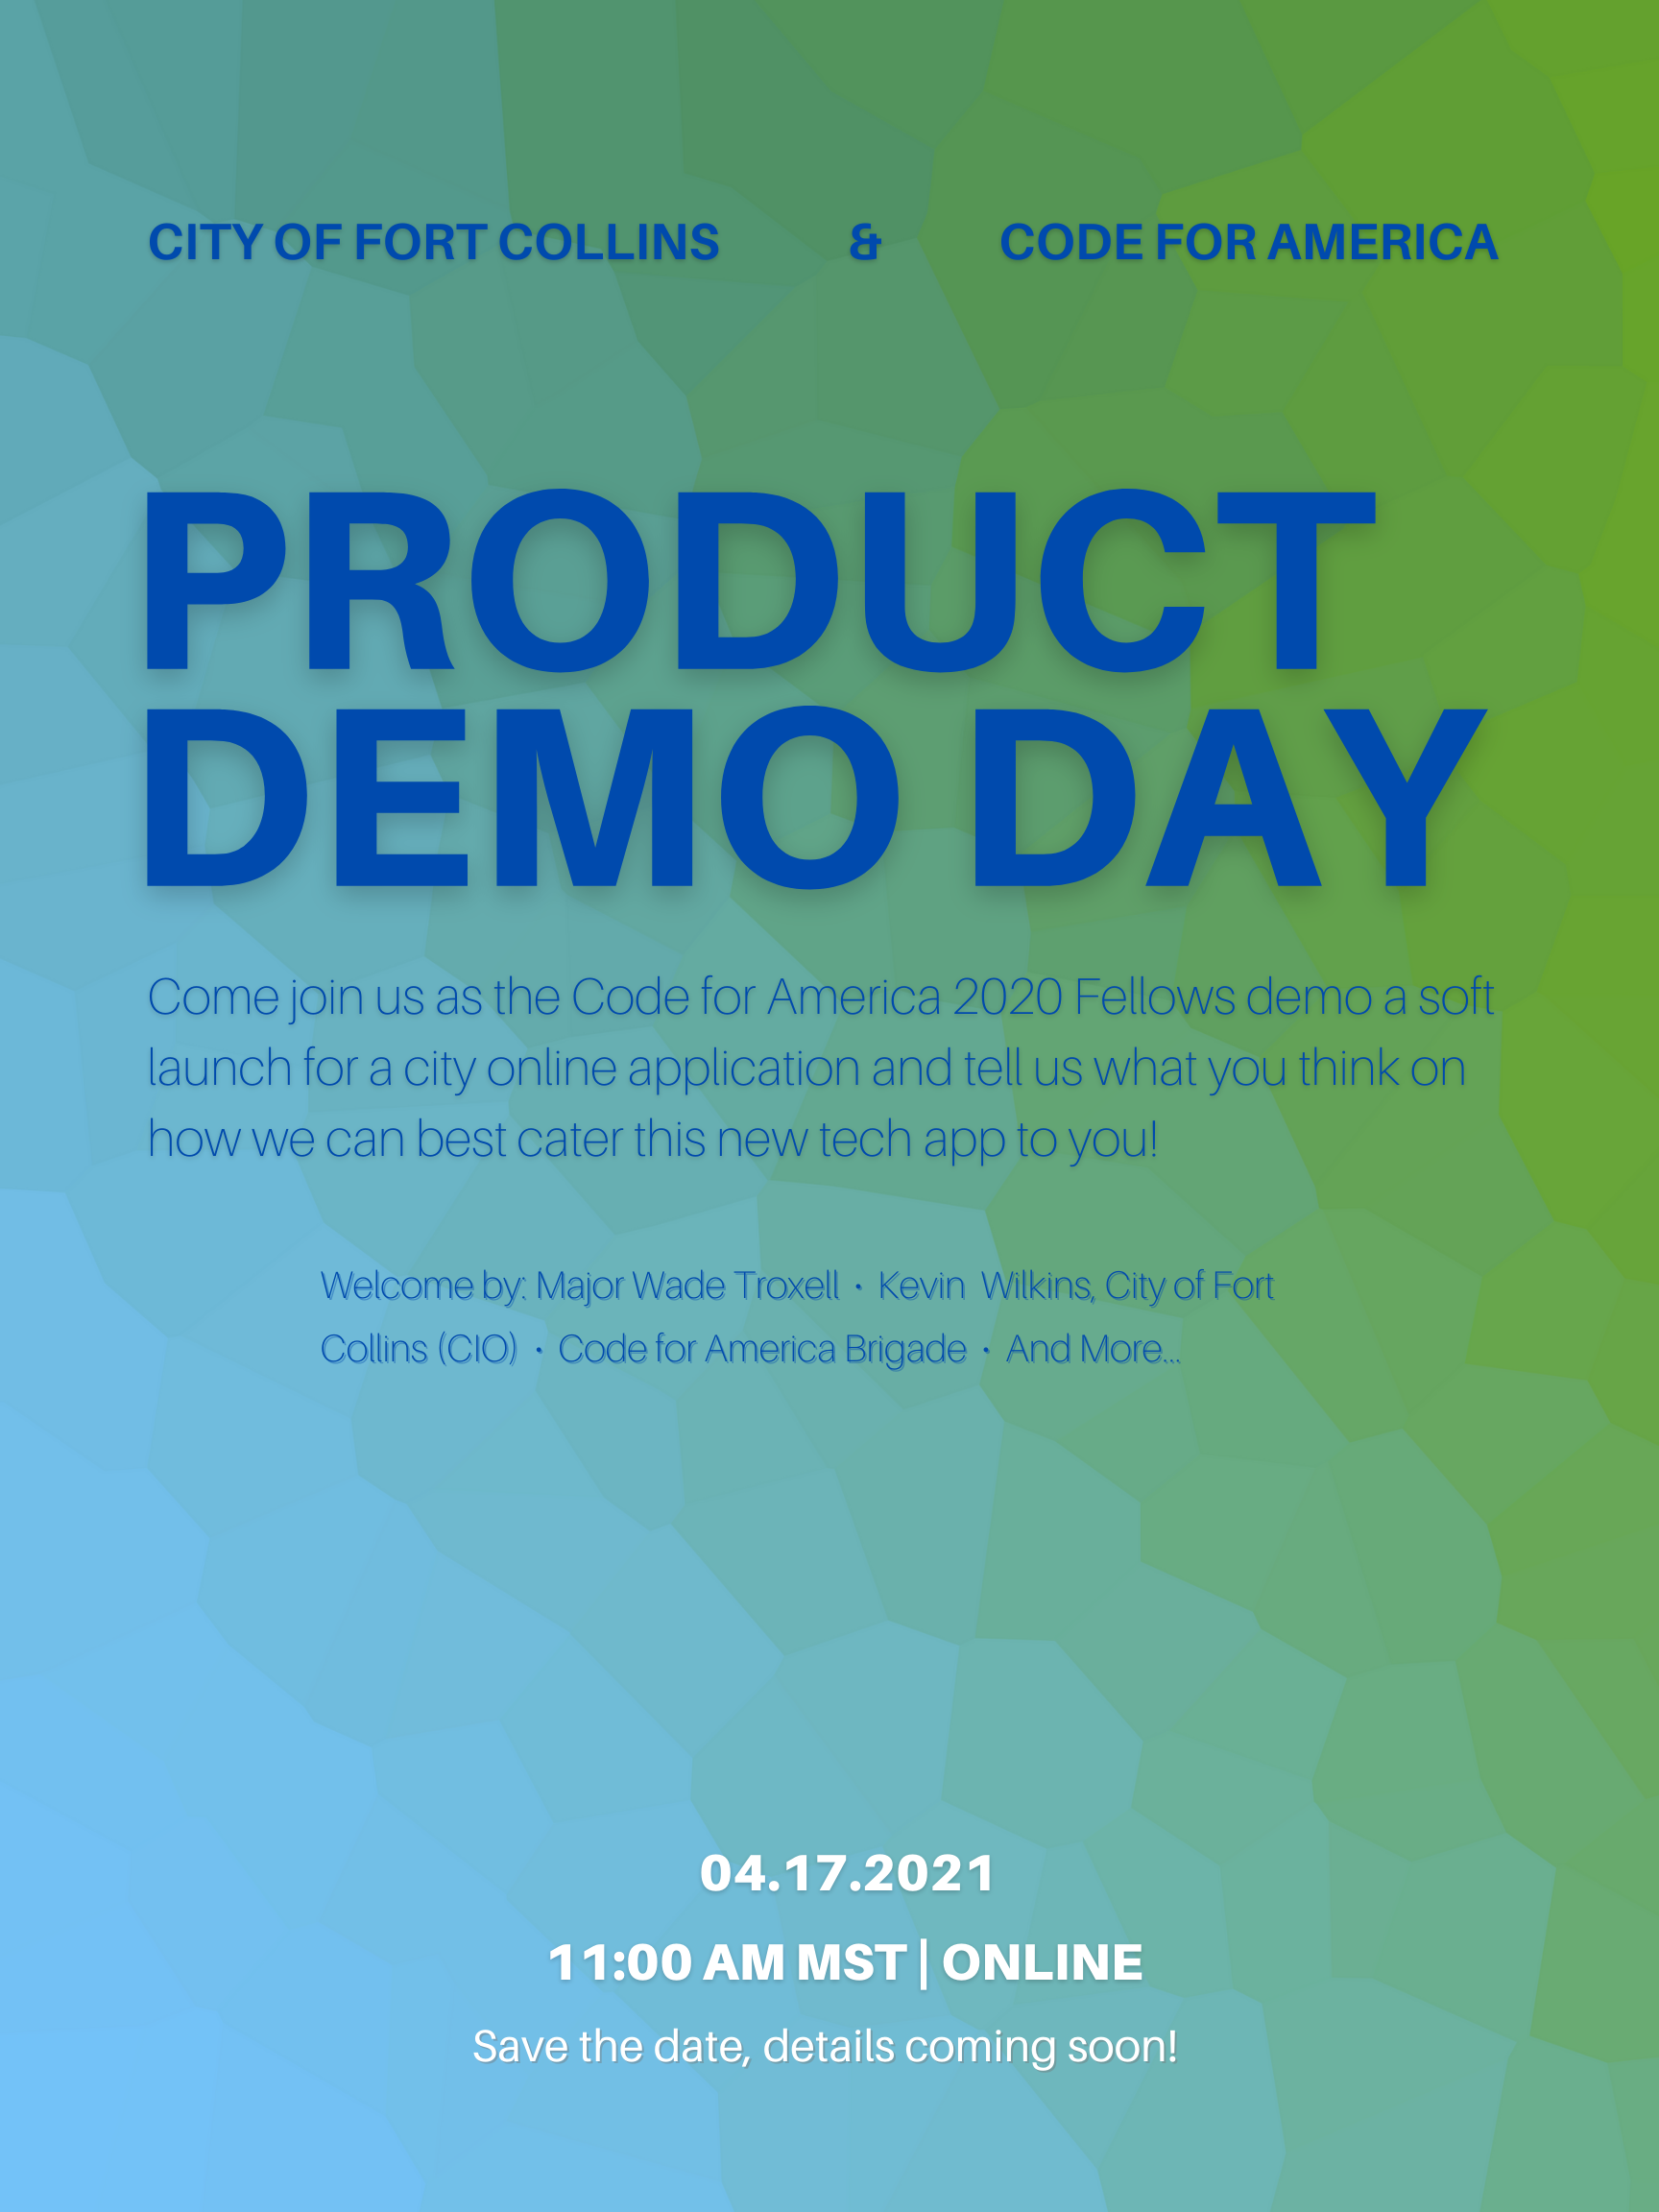 CITY OF FORT COLLINS & CODE FOR AMERICA
PRODUCT
DEMO DAY
Come join us as the Code for America 2020 Fellows demo a soft
launch for a city online application and tell us what you think on
how we can best cater this new tech app to you!
Welcome by: Major Wade Troxell • Kevin Wilkins, City of Fort
Collins (CIO) • Code for America Brigade • And More...
04.17.2021
11:00 AM MST | ONLINE
Save the date, details coming soon!